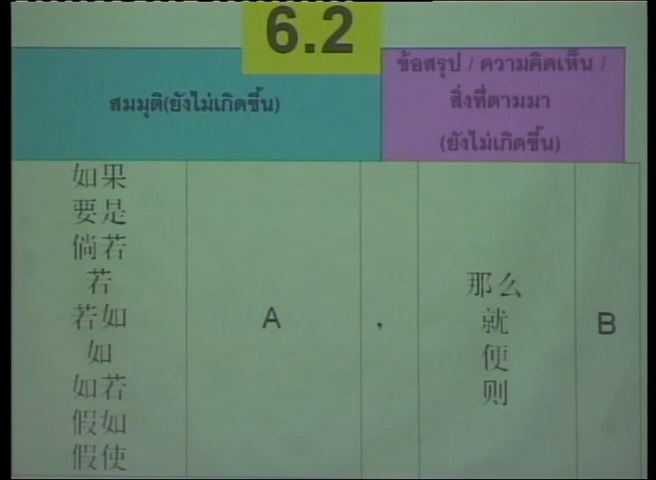 6.2
สมมุติ(ยังไม่เกิดขึ้น)
ข้อสรุป / ความคิดเห็น /
สิ่งที่ตามมา
(ยังไม่เกิดขึ้น)
如果
要是
倘若
若
若如
如
如若
假如
假使
A
,
那么
就
便
则
B